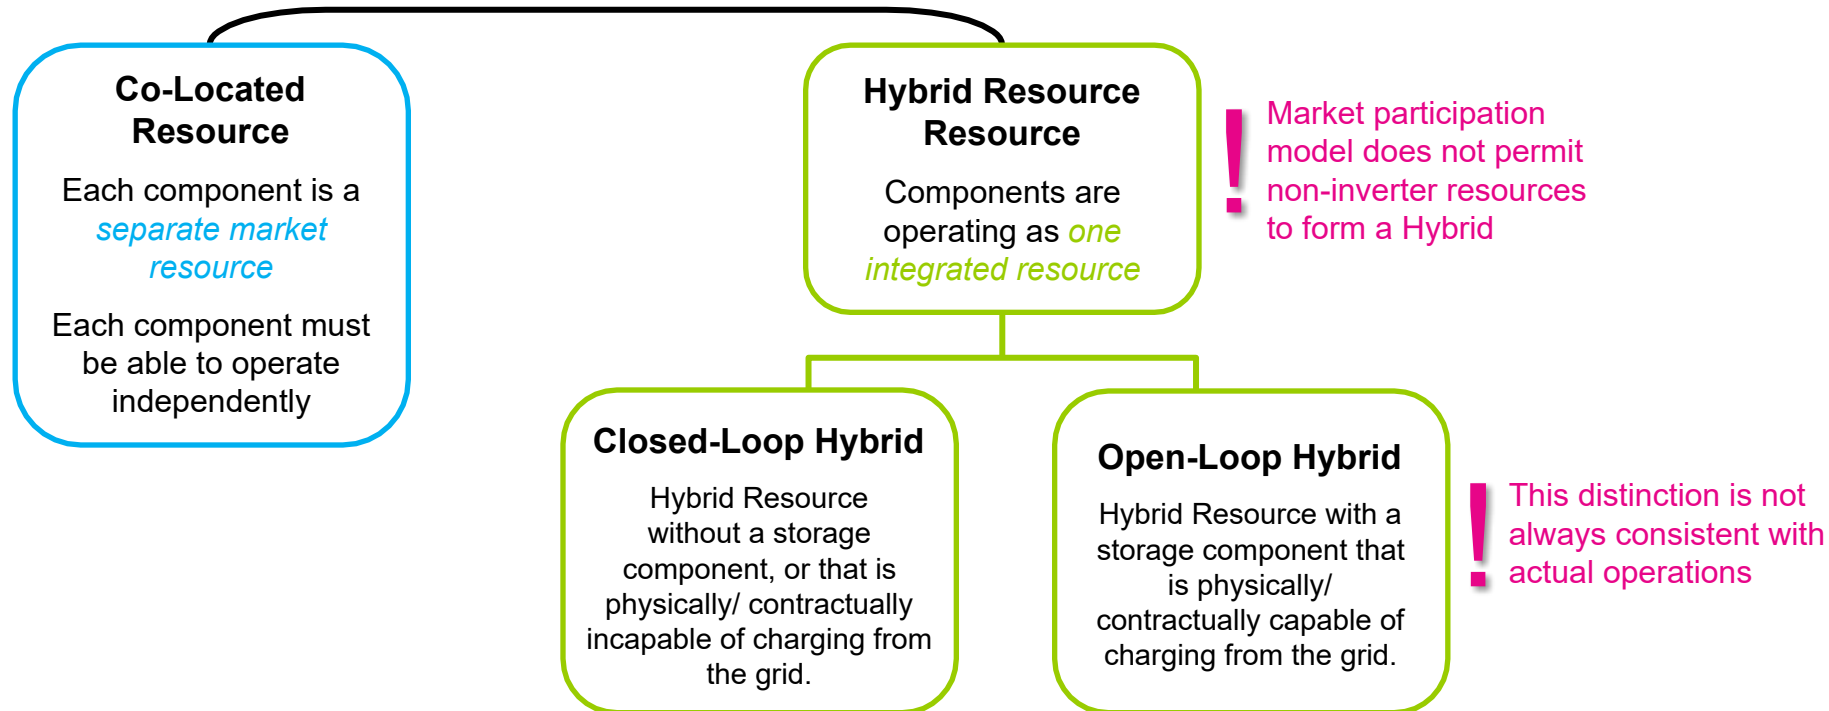 Co-Located
Resource
Each component is a
separate market
resource
Each component must
be able to operate
independently
Hybrid Resource
Resource
Components are
operating as one
integrated resource
Market participation
model does not permit
non-inverter resources
to form a Hybrid
!
Closed-Loop Hybrid
Hybrid Resource
without a storage
component, or that is
physically/ contractually
incapable of charging from
the grid.
Open-Loop Hybrid
Hybrid Resource with a
storage component that
is physically/
contractually capable of
charging from the grid.
!
This distinction is not
always consistent with
actual operations